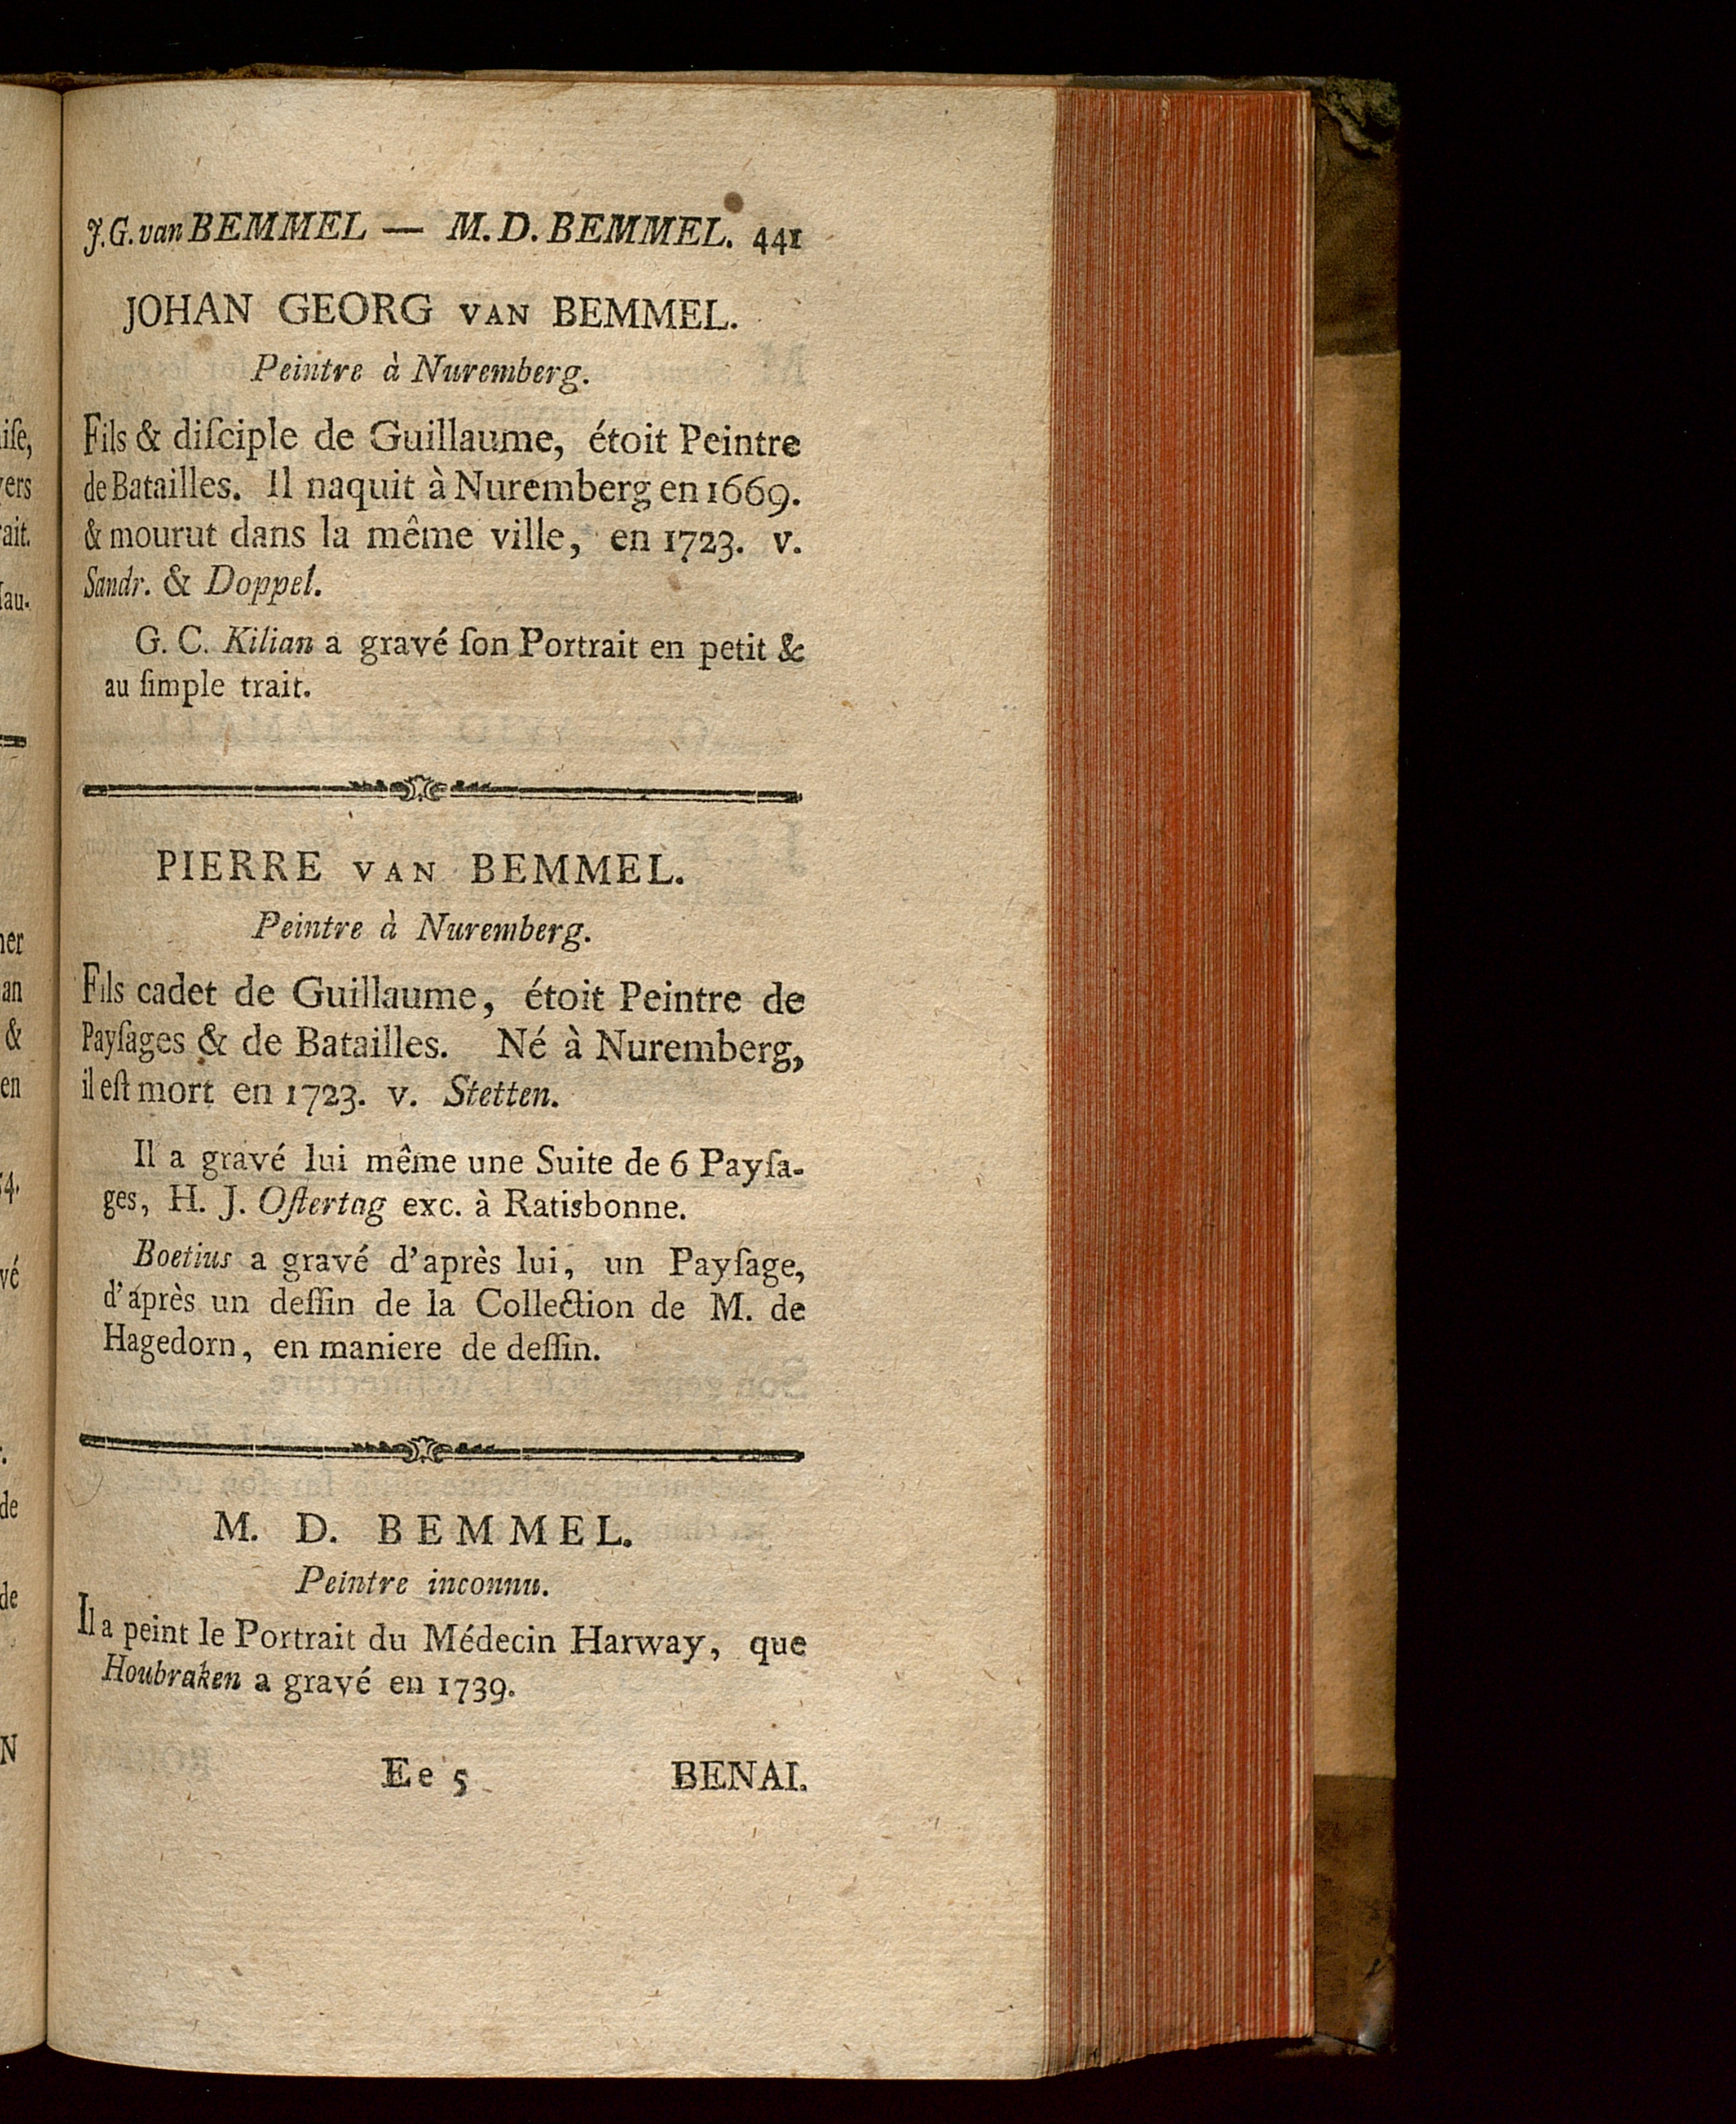 J.G. van BEMMEL — M. D. BEMMEL. 441
JOHAN GEORG VAN BEMMEL.
Peintre à Nuremberg.
Fils & diſciple de Guillaume, étoit Peintre
de Batailles. Il naquit à Nuremberg en 1669.
& mourut dans la même ville, en 1723. v.
Sandr. & Doppel.
G. C. Kilian a gravé ſon Portrait en petit &
au ſimple trait.
PIERRE VAN BEMMEL.
Peintre à Nuremberg.
Fils cadet de Guillaume, étoit Peintre de
Payſages & de Batailles. Né à Nuremberg,
il eſt mort en 1723. v. Stetten.
Il a gravé lui même une Suite de 6 Payſa-
ges, H. J. Oſtertag exc. à Ratisbonne.
Boetius a gravé d'après lui, un Payſage,
d'après un deſſin de la Collection de M. de
Hagedorn, en maniere de deſſin.
M. D. BEMMEL.
Peintre inconnu.
Il a peint le Portrait du Médecin Harway, que
Houbraken a gravé en 1739.
Ee 5 BENAI.